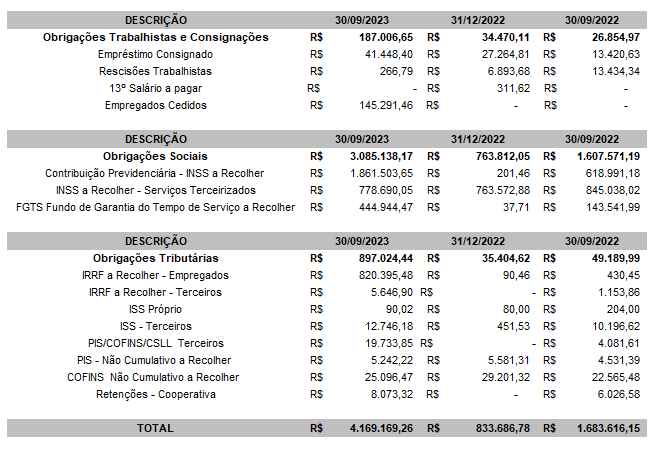 DESCRIÇÃO 30/09/2023 31/12/2022 30/09/2022
Obrigações Trabalhistas e Consignações R$ 187.006,65 R$ 34.470,11 R$ 26.854,97
Empréstimo Consignado R$ 41.448,40 R$ 27.264,81 R$ 13.420,63
Rescisões Trabalhistas R$ 266,79 R$ 6.893,68 R$ 13.434,34
13º Salário a pagar R$ - R$ 311,62 R$ -
Empregados Cedidos R$ 145.291,46 R$ - R$ -
DESCRIÇÃO 30/09/2023 31/12/2022 30/09/2022
Obrigações Sociais R$ 3.085.138,17 R$ 763.812,05 R$ 1.607.571,19
Contribuição Previdenciária - INSS a Recolher R$ 1.861.503,65 R$ 201,46 R$ 618.991,18
INSS a Recolher - Serviços Terceirizados R$ 778.690,05 R$ 763.572,88 R$ 845.038,02
FGTS Fundo de Garantia do Tempo de Serviço a Recolher R$ 444.944,47 R$ 37,71 R$ 143.541,99
DESCRIÇÃO 30/09/2023 31/12/2022 30/09/2022
Obrigações Tributárias R$ 897.024,44 R$ 35.404,62 R$ 49.189,99
IRRF a Recolher - Empregados R$ 820.395,48 R$ 90,46 R$ 430,45
IRRF a Recolher - Terceiros R$ 5.646,90 R$ - R$ 1.153,86
ISS Próprio R$ 90,02 R$ 80,00 R$ 204,00
ISS - Terceiros R$ 12.746,18 R$ 451,53 R$ 10.196,62
PIS/COFINS/CSLL Terceiros R$ 19.733,85 R$ - R$ 4.081,61
PIS - Não Cumulativo a Recolher R$ 5.242,22 R$ 5.581,31 R$ 4.531,39
COFINS Não Cumulativo a Recolher R$ 25.096,47 R$ 29.201,32 R$ 22.565,48
Retenções - Cooperativa R$ 8.073,32 R$ - R$ 6.026,58
TOTAL R$ 4.169.169,26 R$ 833.686,78 R$ 1.683.616,15